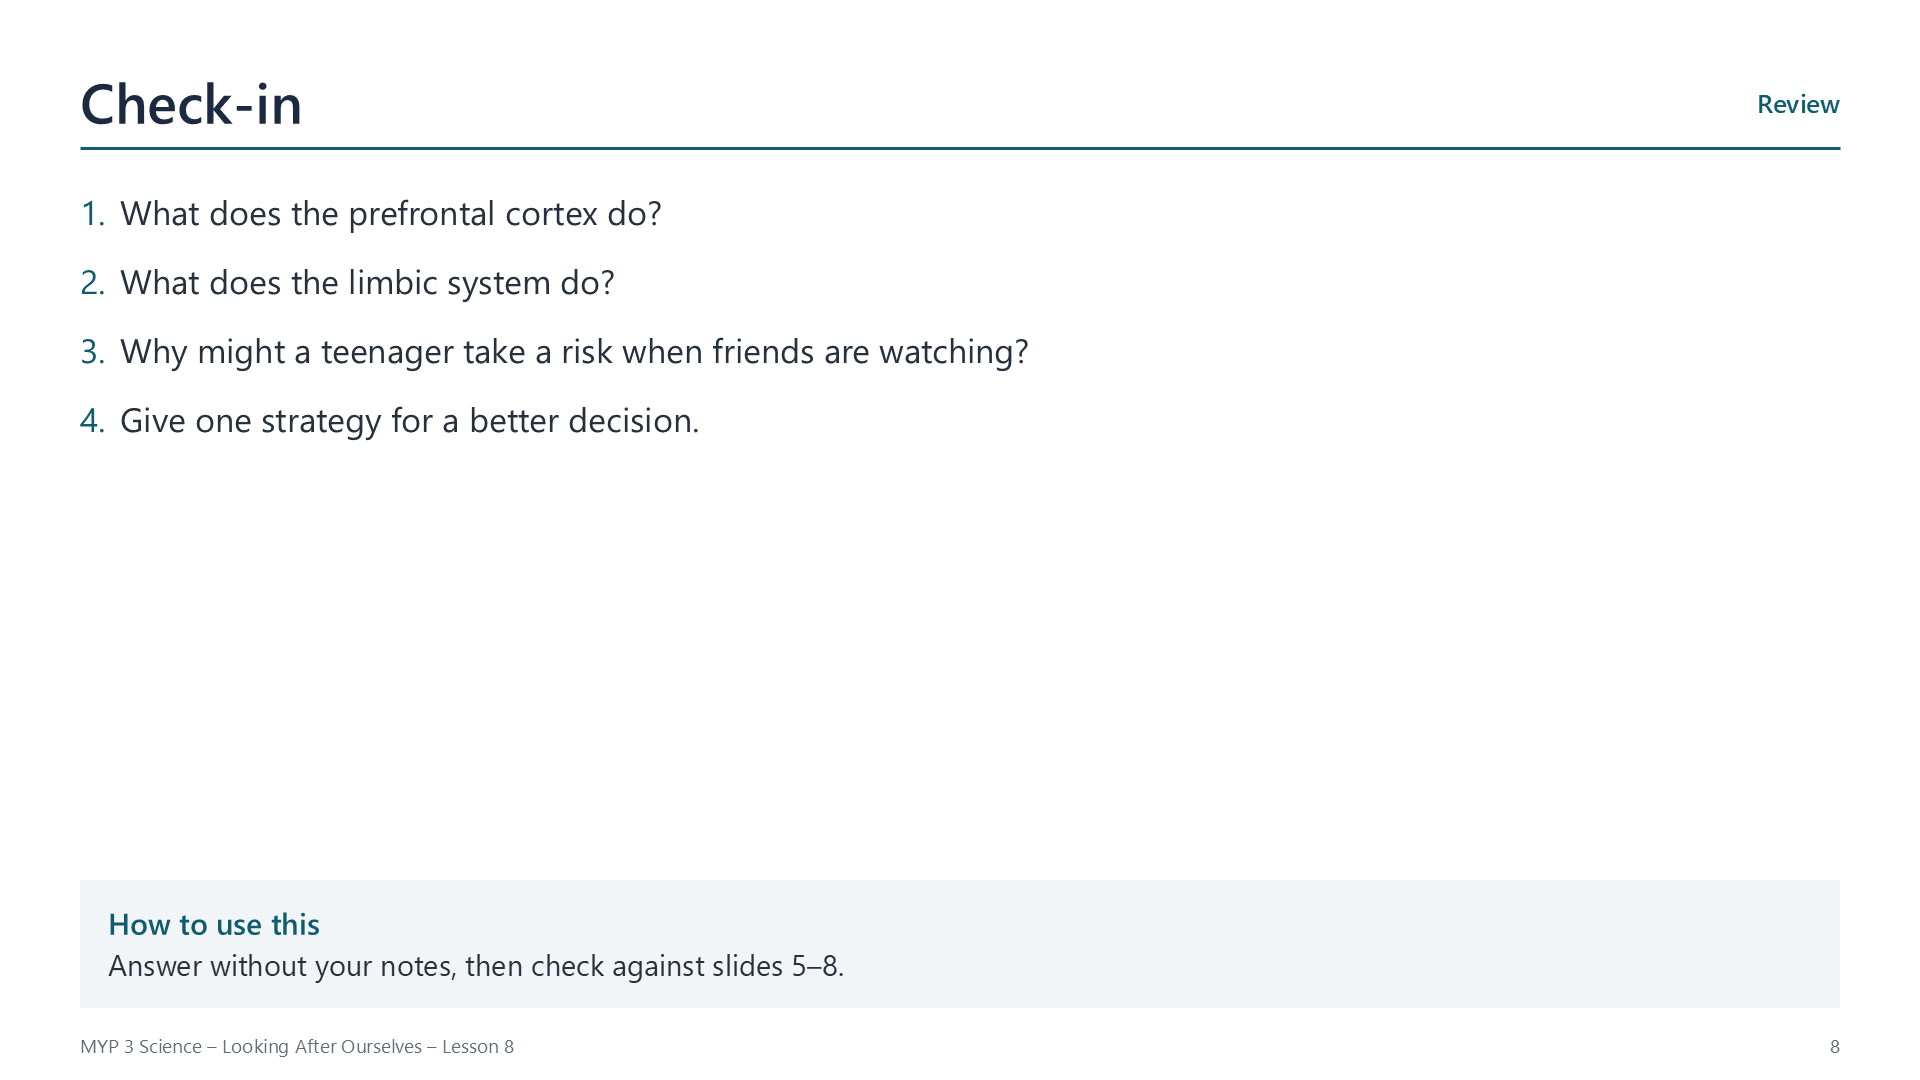 Check-in
Review
1. What does the prefrontal cortex do?
2. What does the limbic system do?
3. Why might a teenager take a risk when friends are watching?
4. Give one strategy for a better decision.
How to use this
Answer without your notes, then check against slides 5–8.
MYP 3 Science – Looking After Ourselves – Lesson 8
8